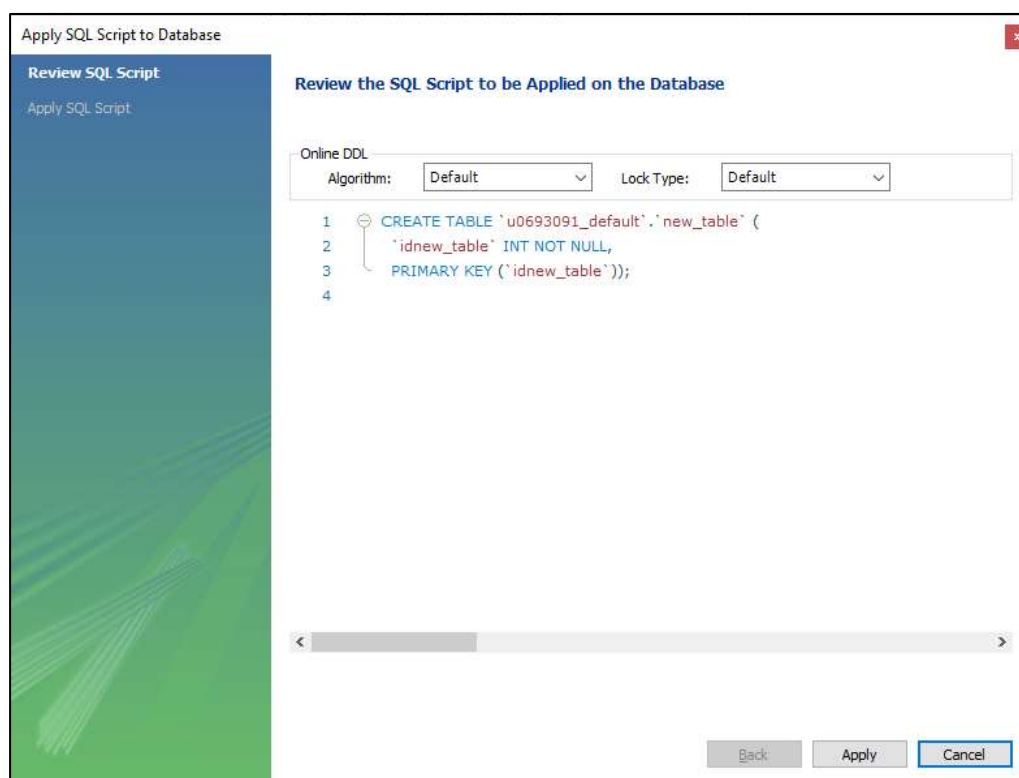 Apply SQL Script to Database
Review SQL Script
Apply SQL Script
Review the SQL Script to be Applied on the Database
Online DDL
Algorithm: Default Lock Type: Default
1 CREATE TABLE `u0693091_default`.`new_table` (
2 `idnew_table` INT NOT NULL,
3 PRIMARY KEY (`idnew_table`));
4
Back Apply Cancel